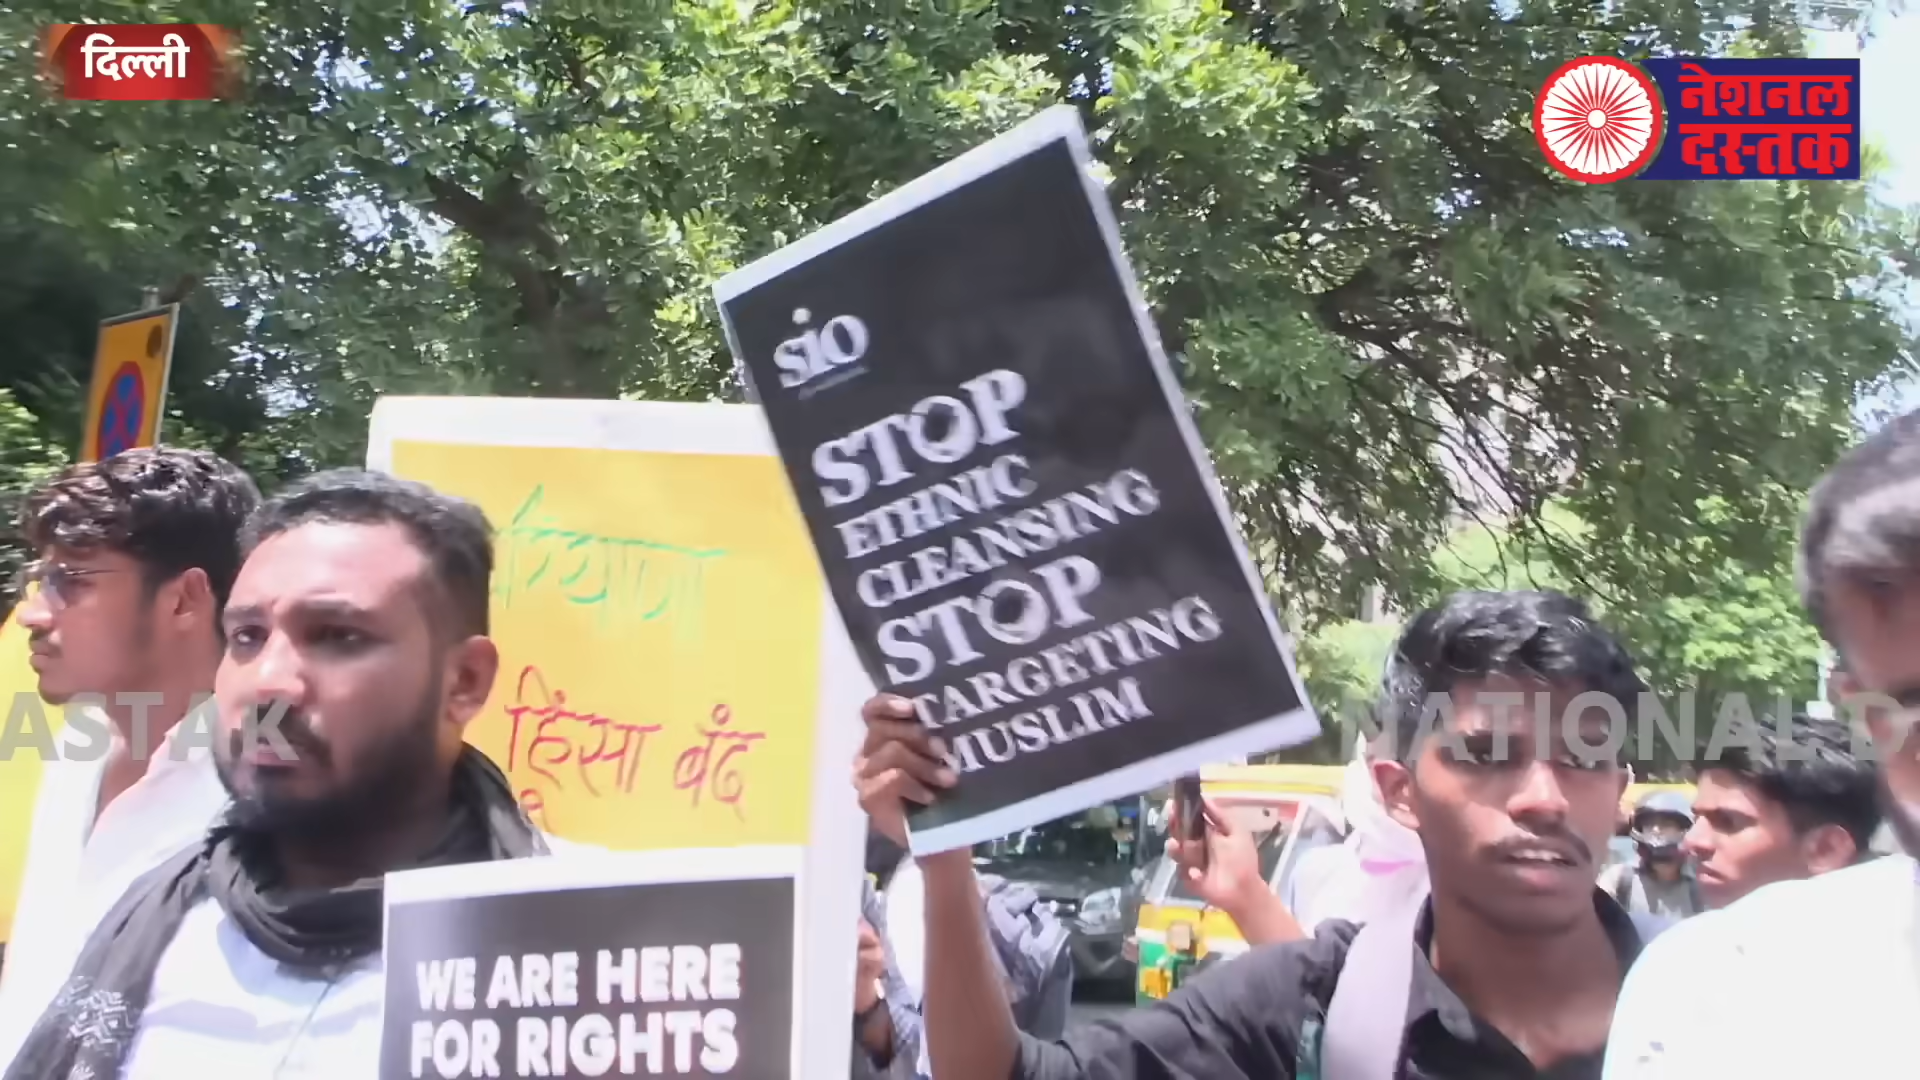 दिल्ली
नेशनल
दस्तक
sio
STOP
ETHNIC
CLEANSING
STOP
TARGETING
MUSLIM
हिंसा बंद
ASTAK
NATIONAL D
WE ARE HERE
FOR RIGHTS